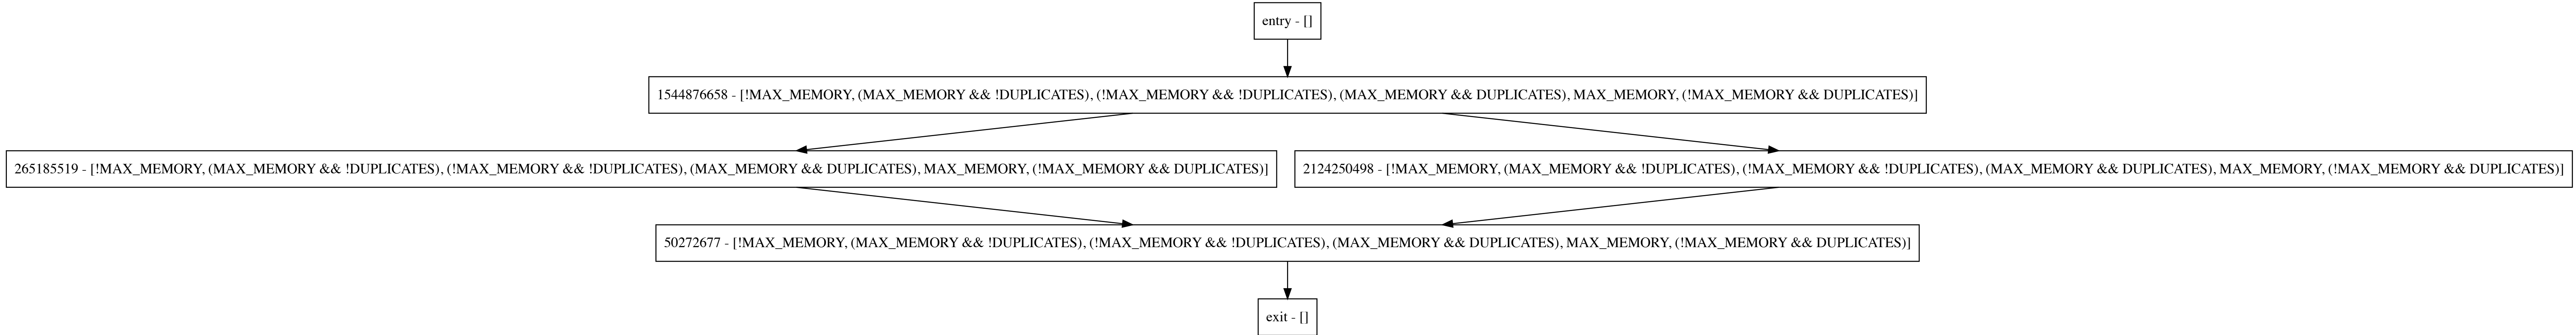 entry - []
1544876658 - [!MAX_MEMORY, (MAX_MEMORY && !DUPLICATES), (!MAX_MEMORY && !DUPLICATES), (MAX_MEMORY && DUPLICATES), MAX_MEMORY, (!MAX_MEMORY && DUPLICATES)]
265185519 - [!MAX_MEMORY, (MAX_MEMORY && !DUPLICATES), (!MAX_MEMORY && !DUPLICATES), (MAX_MEMORY && DUPLICATES), MAX_MEMORY, (!MAX_MEMORY && DUPLICATES)]
2124250498 - [!MAX_MEMORY, (MAX_MEMORY && !DUPLICATES), (!MAX_MEMORY && !DUPLICATES), (MAX_MEMORY && DUPLICATES), MAX_MEMORY, (!MAX_MEMORY && DUPLICATES)]
50272677 - [!MAX_MEMORY, (MAX_MEMORY && !DUPLICATES), (!MAX_MEMORY && !DUPLICATES), (MAX_MEMORY && DUPLICATES), MAX_MEMORY, (!MAX_MEMORY && DUPLICATES)]
exit - []